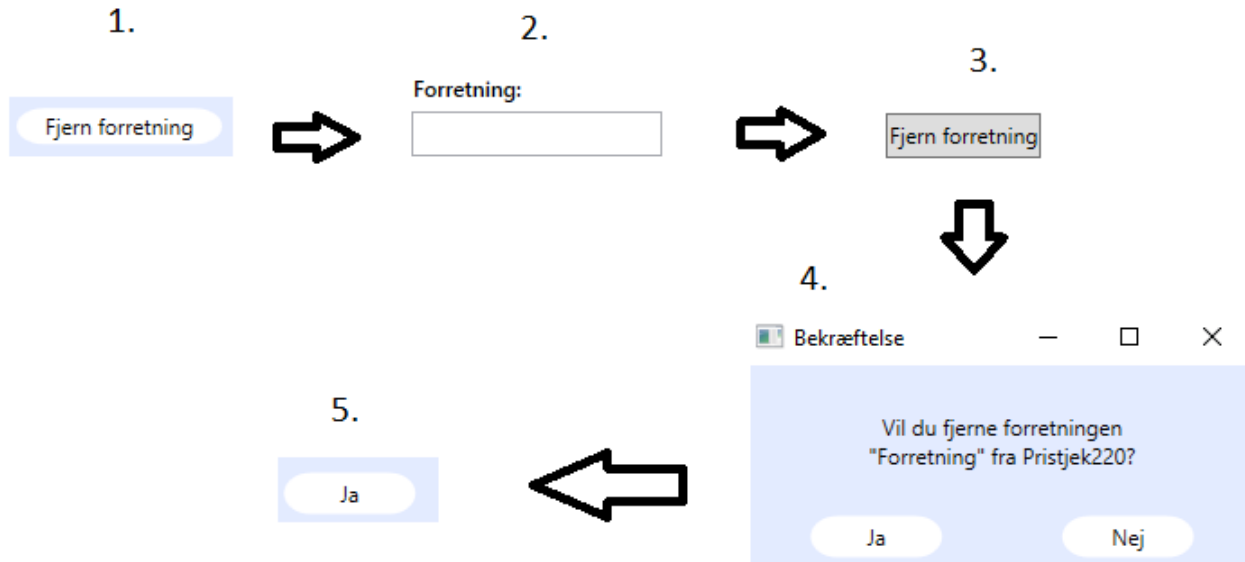 1.
Fjern forretning
2.
Forretning:
3.
Fjern forretning
4.
Bekræftelse
Vil du fjerne forretningen
"Forretning" fra Pristjek220?
Ja
Nej
5.
Ja